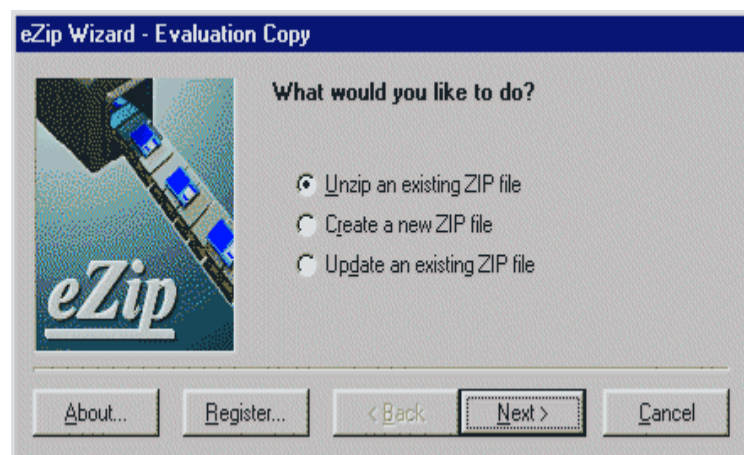 eZip Wizard - Evaluation Copy
What would you like to do?
Unzip an existing ZIP file
Create a new ZIP file
Update an existing ZIP file
eZip
About... Register... < Back Next > Cancel